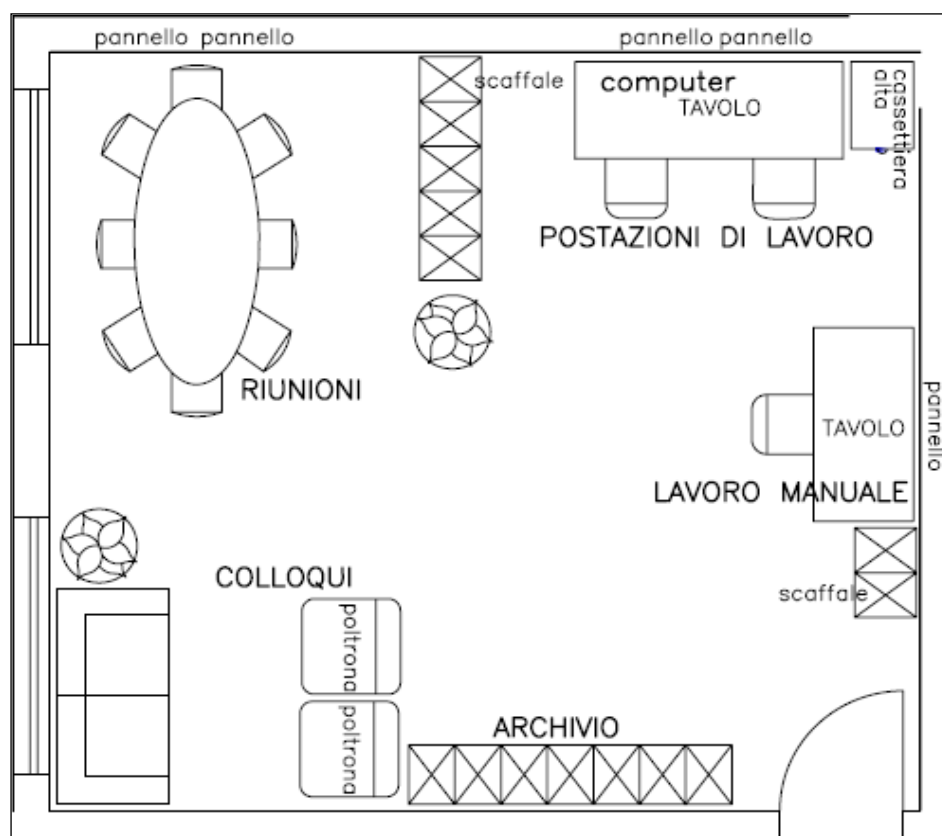 pannello pannello
pannello pannello
scaffale
computer
TAVOLO
cassettiera
alta
POSTAZIONI DI LAVORO
RIUNIONI
pannello
TAVOLO
LAVORO MANUALE
COLLOQUI
scaffale
poltrona
poltrona
ARCHIVIO